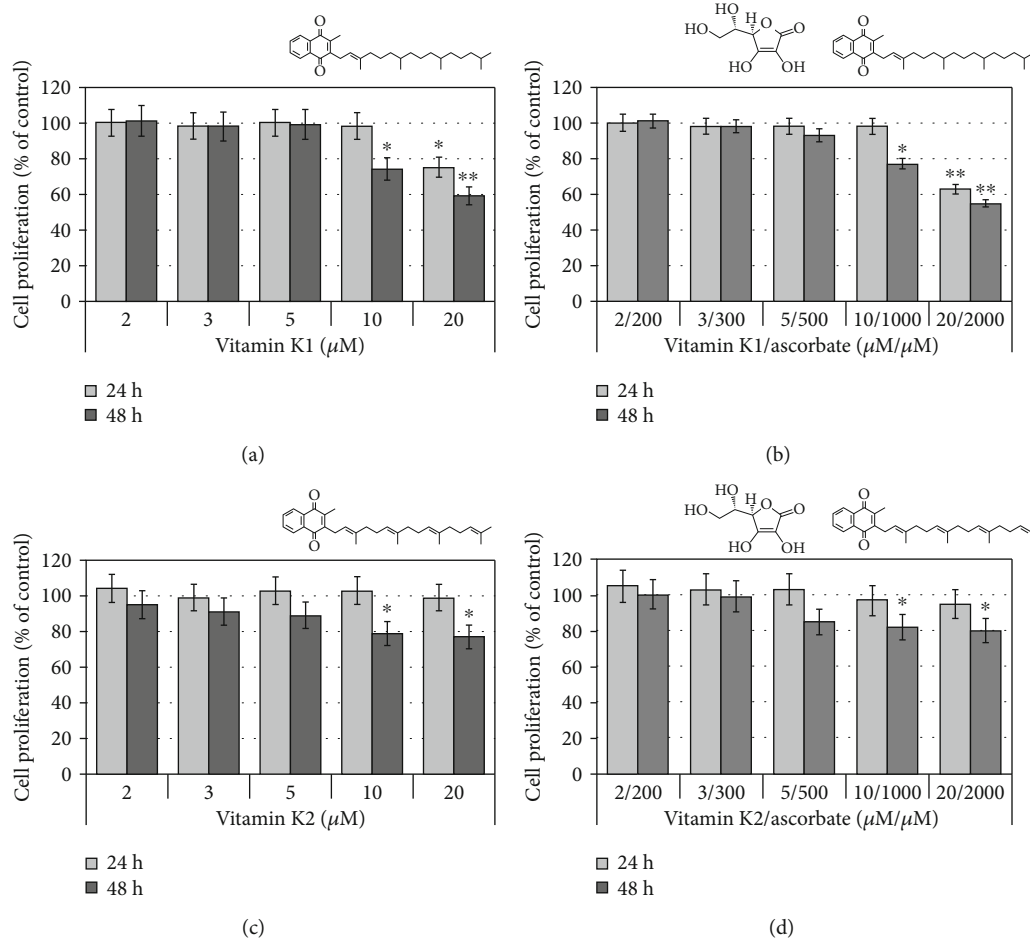 O
O
Cell proliferation (% of control)
120
100
80
60
40
20
0
* * **
2 3 5 10 20
Vitamin K1 (μM)
24 h
48 h
(a)
HO
HO
H
O
O
HO OH
O
O
Cell proliferation (% of control)
120
100
80
60
40
20
0
* ** **
2/200 3/300 5/500 10/1000 20/2000
Vitamin K1/ascorbate (μM/μM)
24 h
48 h
(b)
O
O
Cell proliferation (% of control)
120
100
80
60
40
20
0
* *
2 3 5 10 20
Vitamin K2 (μM)
24 h
48 h
(c)
HO
HO
H
O
O
HO OH
O
O
Cell proliferation (% of control)
120
100
80
60
40
20
0
* *
2/200 3/300 5/500 10/1000 20/2000
Vitamin K2/ascorbate (μM/μM)
24 h
48 h
(d)